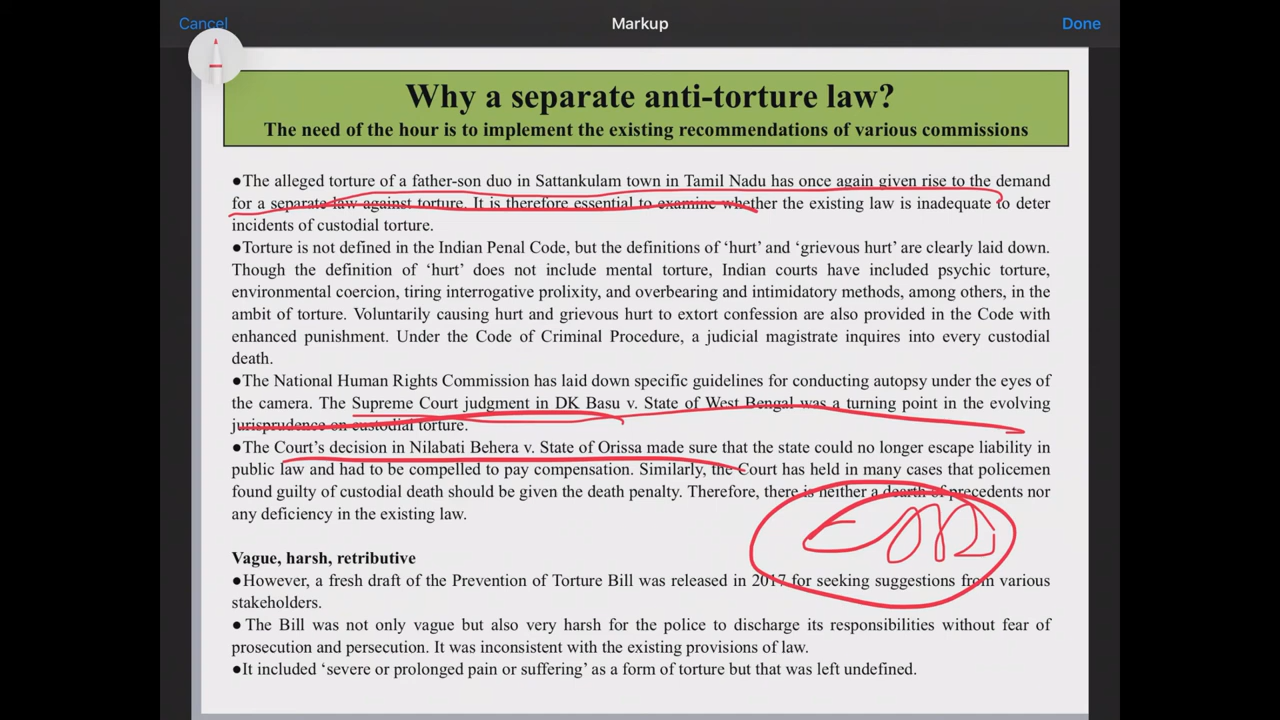 Cancel
Markup
Done
Why a separate anti-torture law?
The need of the hour is to implement the existing recommendations of various commissions
●The alleged torture of a father-son duo in Sattankulam town in Tamil Nadu has once again given rise to the demand
for a separate law against torture. It is therefore essential to examine whether the existing law is inadequate to deter
incidents of custodial torture.
●Torture is not defined in the Indian Penal Code, but the definitions of ‘hurt’ and ‘grievous hurt’ are clearly laid down.
Though the definition of ‘hurt’ does not include mental torture, Indian courts have included psychic torture,
environmental coercion, tiring interrogative prolixity, and overbearing and intimidatory methods, among others, in the
ambit of torture. Voluntarily causing hurt and grievous hurt to extort confession are also provided in the Code with
enhanced punishment. Under the Code of Criminal Procedure, a judicial magistrate inquires into every custodial
death.
●The National Human Rights Commission has laid down specific guidelines for conducting autopsy under the eyes of
the camera. The Supreme Court judgment in DK Basu v. State of West Bengal was a turning point in the evolving
jurisprudence on custodial torture.
●The Court’s decision in Nilabati Behera v. State of Orissa made sure that the state could no longer escape liability in
public law and had to be compelled to pay compensation. Similarly, the Court has held in many cases that policemen
found guilty of custodial death should be given the death penalty. Therefore, there is neither a dearth of precedents nor
any deficiency in the existing law.
Vague, harsh, retributive
●However, a fresh draft of the Prevention of Torture Bill was released in 2017 for seeking suggestions from various
stakeholders.
●The Bill was not only vague but also very harsh for the police to discharge its responsibilities without fear of
prosecution and persecution. It was inconsistent with the existing provisions of law.
●It included ‘severe or prolonged pain or suffering’ as a form of torture but that was left undefined.